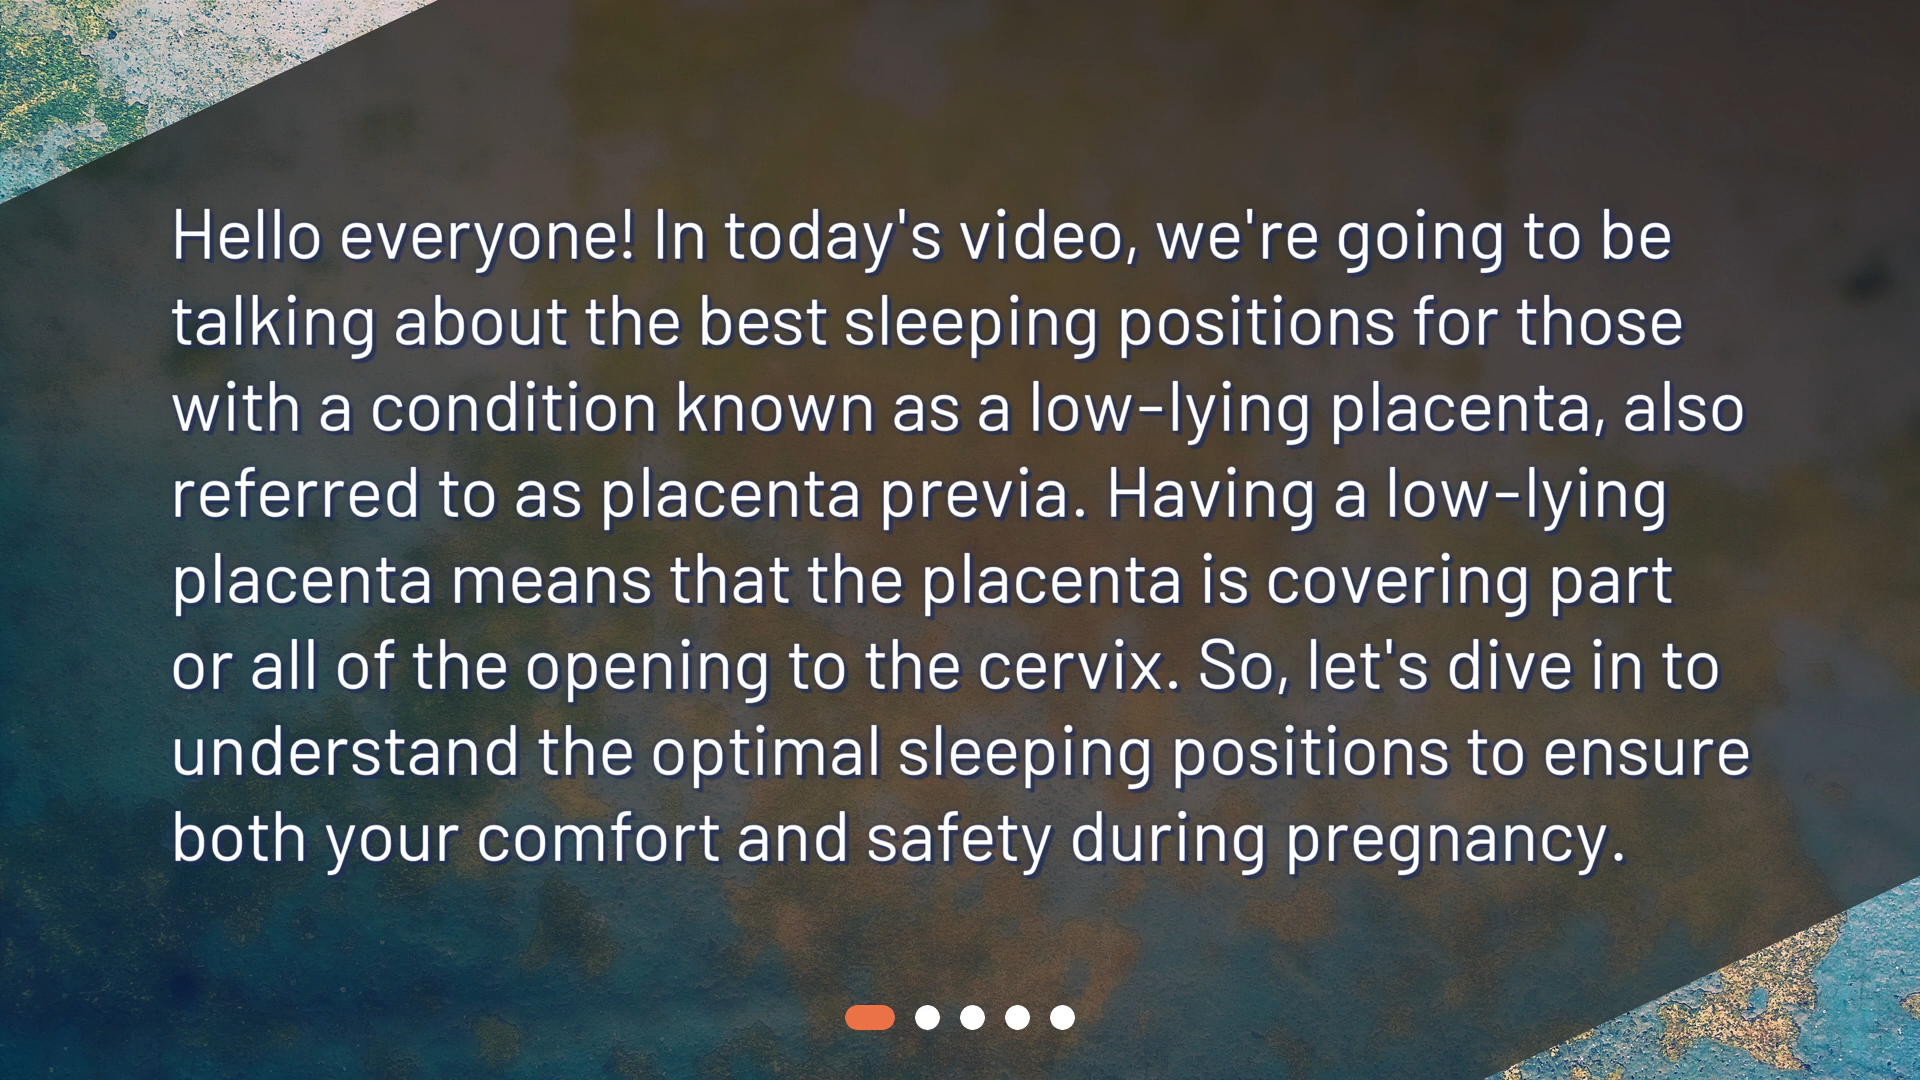 Hello everyone! In today's video, we're going to be
talking about the best sleeping positions for those
with a condition known as a low-lying placenta, also
referred to as placenta previa. Having a low-lying
placenta means that the placenta is covering part
or all of the opening to the cervix. So, let's dive in to
understand the optimal sleeping positions to ensure
both your comfort and safety during pregnancy.